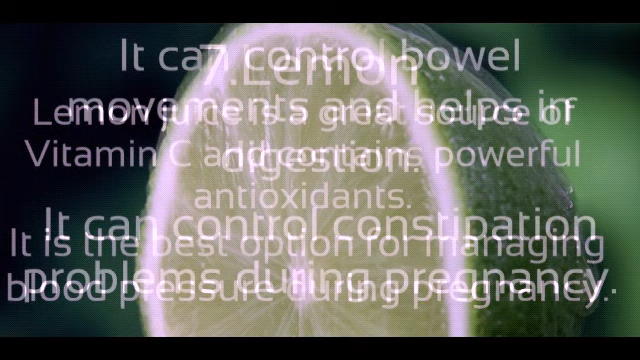 It can control bowel
7.Lemon
movements and helps in
Lemon juice is a great source of
Vitamin C and contains powerful
digestion.
antioxidants.
It can control constipation
It is the best option for managing
problems during pregnancy.
blood pressure during pregnancy.